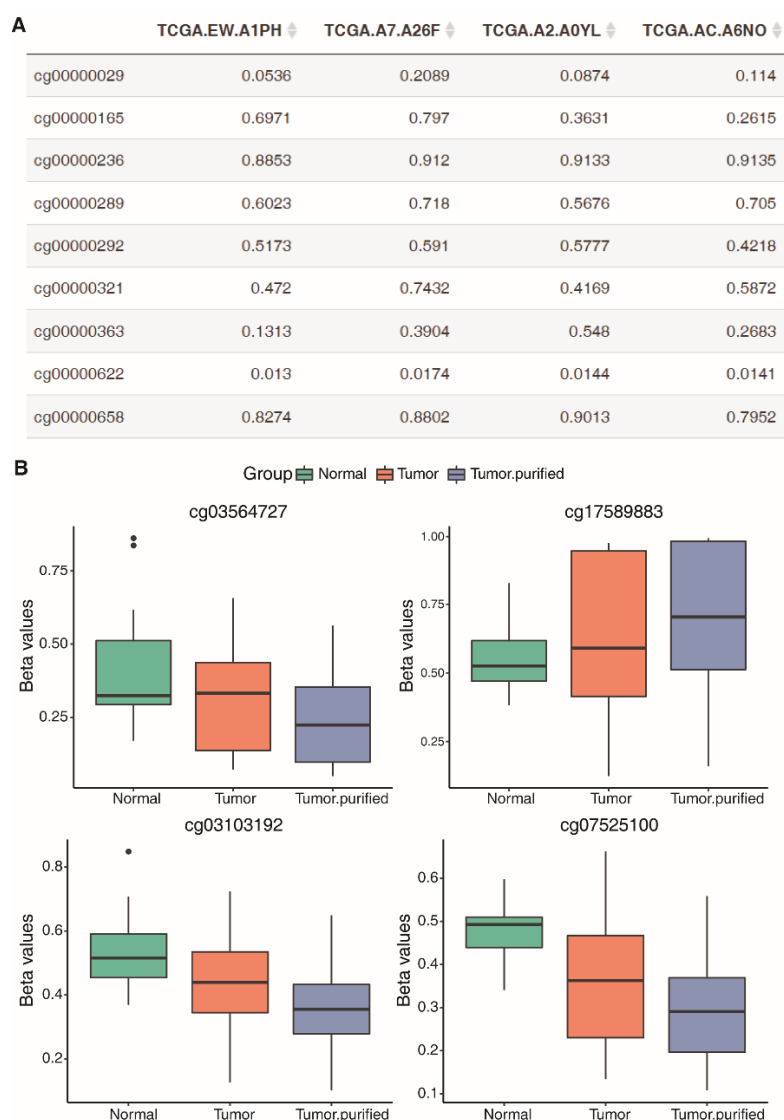 A
TCGA.EW.A1PH TCGA.A7.A26F TCGA.A2.A0YL TCGA.AC.A6NO
cg00000029 0.0536 0.2089 0.0874 0.114
cg00000165 0.6971 0.797 0.3631 0.2615
cg00000236 0.8853 0.912 0.9133 0.9135
cg00000289 0.6023 0.718 0.5676 0.705
cg00000292 0.5173 0.591 0.5777 0.4218
cg00000321 0.472 0.7432 0.4169 0.5872
cg00000363 0.1313 0.3904 0.548 0.2683
cg00000622 0.013 0.0174 0.0144 0.0141
cg00000658 0.8274 0.8802 0.9013 0.7952
B
Group Normal Tumor Tumor.purified
cg03564727
Beta values
0.75
0.50
0.25
Normal Tumor Tumor.purified
cg17589883
Beta values
1.00
0.75
0.50
0.25
Normal Tumor Tumor.purified
cg03103192
Beta values
0.8
0.6
0.4
0.2
Normal Tumor Tumor.purified
cg07525100
Beta values
0.6
0.5
0.4
0.3
0.2
0.1
Normal Tumor Tumor.purified